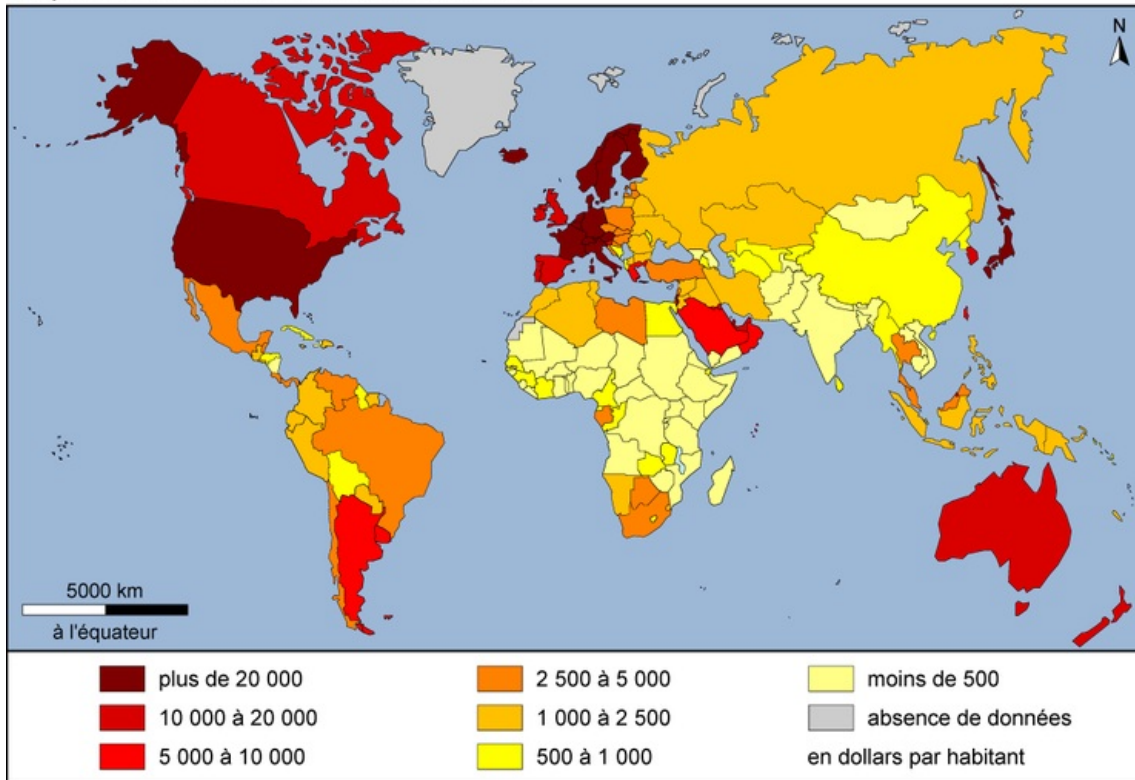 N
5000 km
à l'équateur
plus de 20 000
10 000 à 20 000
5 000 à 10 000
2 500 à 5 000
1 000 à 2 500
500 à 1 000
moins de 500
absence de données
en dollars par habitant